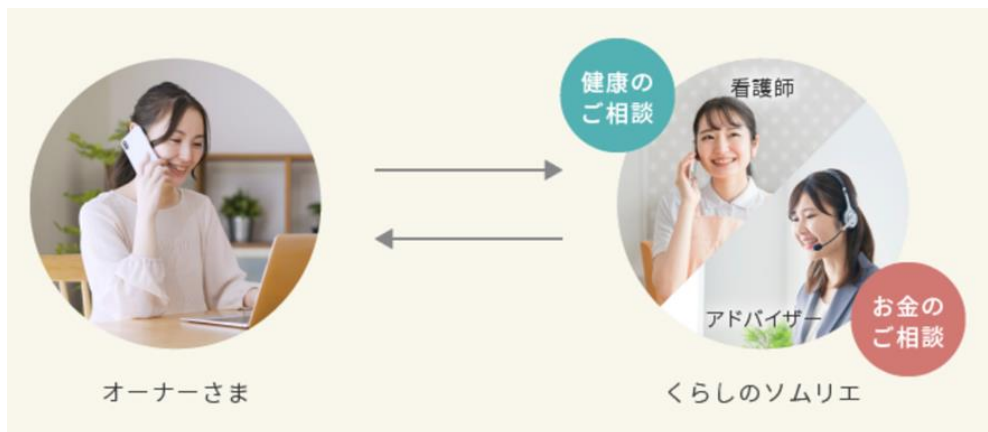 健康の
ご相談
看護師
アドバイザー
お金の
ご相談
オーナーさま
くらしのソムリエ